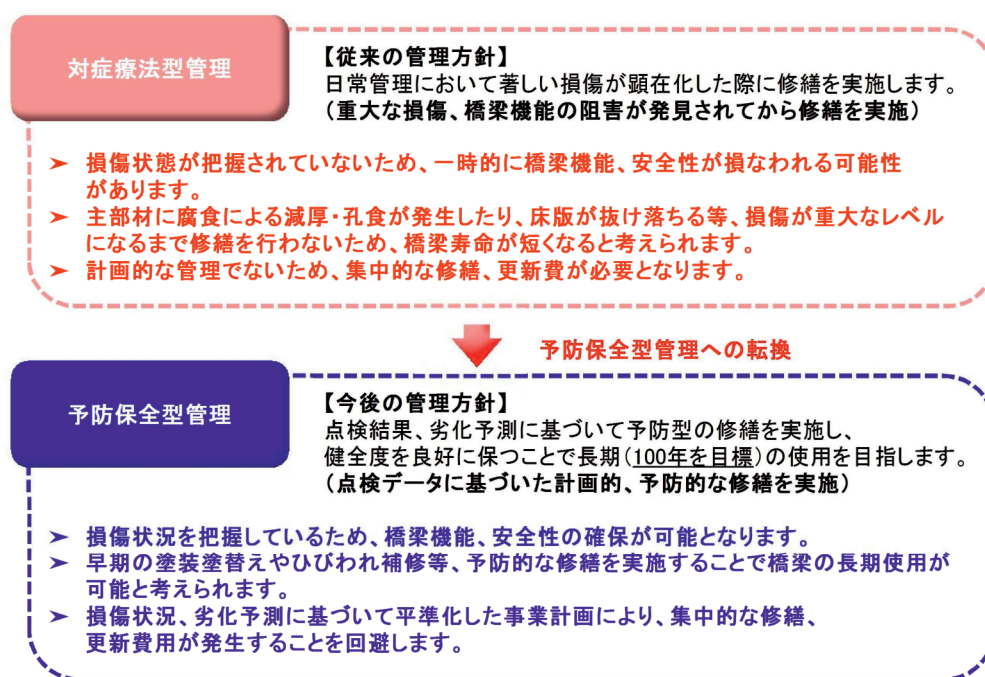 対症療法型管理
【従来の管理方針】
日常管理において著しい損傷が顕在化した際に修繕を実施します。
（重大な損傷、橋梁機能の阻害が発見されてから修繕を実施）
➢ 損傷状態が把握されていないため、一時的に橋梁機能、安全性が損なわれる可能性
があります。
➢ 主部材に腐食による減厚・孔食が発生したり、床版が抜け落ちる等、損傷が重大なレベル
になるまで修繕を行わないため、橋梁寿命が短くなると考えられます。
➢ 計画的な管理でないため、集中的な修繕、更新費が必要となります。
予防保全型管理への転換
予防保全型管理
【今後の管理方針】
点検結果、劣化予測に基づいて予防型の修繕を実施し、
健全度を良好に保つことで長期（100年を目標）の使用を目指します。
（点検データに基づいた計画的、予防的な修繕を実施）
➢ 損傷状況を把握しているため、橋梁機能、安全性の確保が可能となります。
➢ 早期の塗装塗替えやひびわれ補修等、予防的な修繕を実施することで橋梁の長期使用が
可能と考えられます。
➢ 損傷状況、劣化予測に基づいて平準化した事業計画により、集中的な修繕、
更新費用が発生することを回避します。